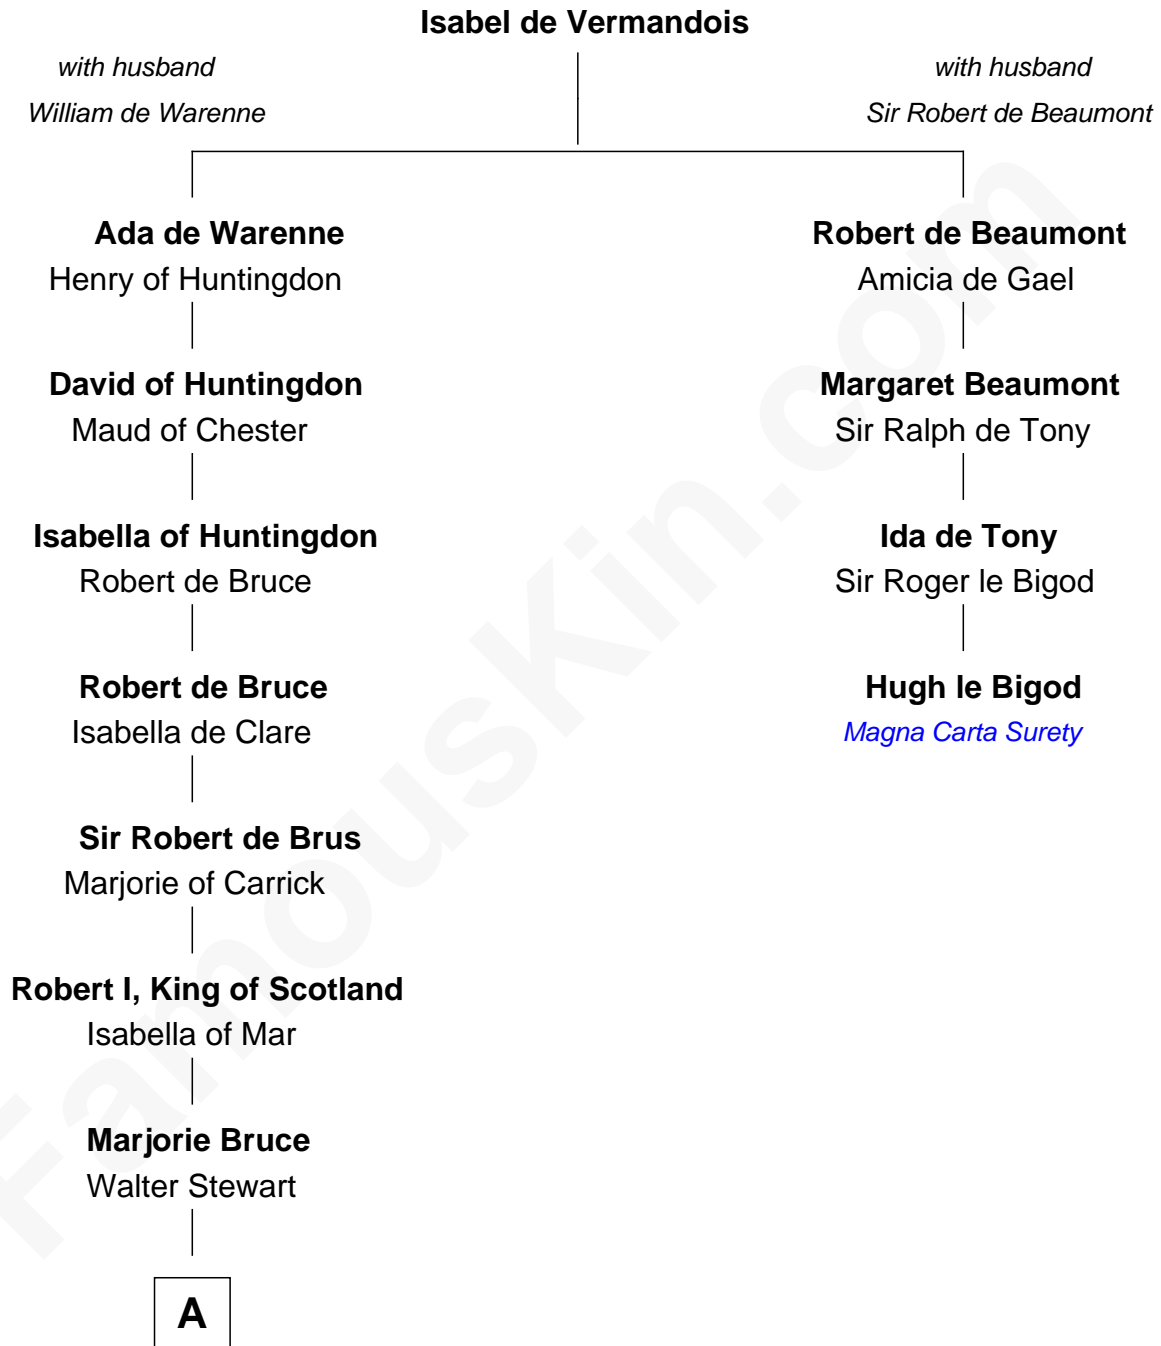 Isabel de Vermandois
with husband
William de Warenne
with husband
Sir Robert de Beaumont
Ada de Warenne
Henry of Huntingdon
Robert de Beaumont
Amicia de Gael
David of Huntingdon
Maud of Chester
Margaret Beaumont
Sir Ralph de Tony
Isabella of Huntingdon
Robert de Bruce
Ida de Tony
Sir Roger le Bigod
Robert de Bruce
Isabella de Clare
Hugh le Bigod
Magna Carta Surety
Sir Robert de Brus
Marjorie of Carrick
Robert I, King of Scotland
Isabella of Mar
Marjorie Bruce
Walter Stewart
A
FamousKin.com